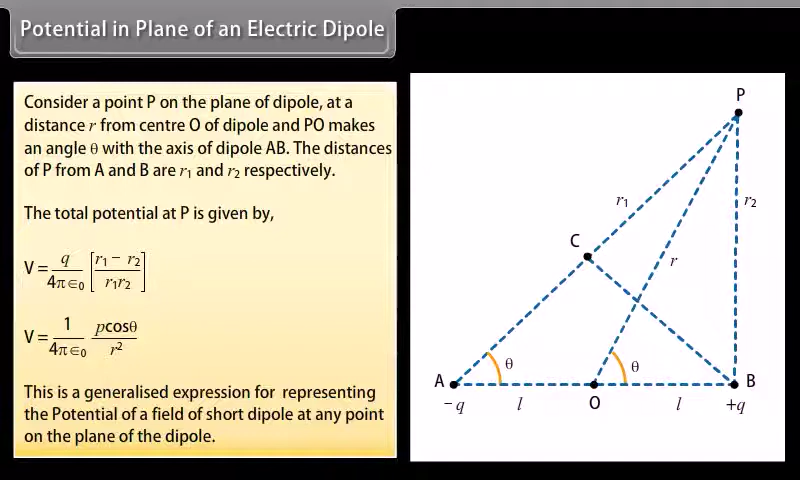 Potential in Plane of an Electric Dipole
Consider a point P on the plane of dipole, at a
distance r from centre O of dipole and PO makes
an angle θ with the axis of dipole AB. The distances
of P from A and B are r₁ and r₂ respectively.
The total potential at P is given by,
V = q/4π∈₀ [r₁ − r₂/r₁r₂]
V = 1/4π∈₀ pcosθ/r²
This is a generalised expression for representing
the Potential of a field of short dipole at any point
on the plane of the dipole.
P
r₁
r₂
C
r
θ
θ
A
B
−q
l
O
l
+q